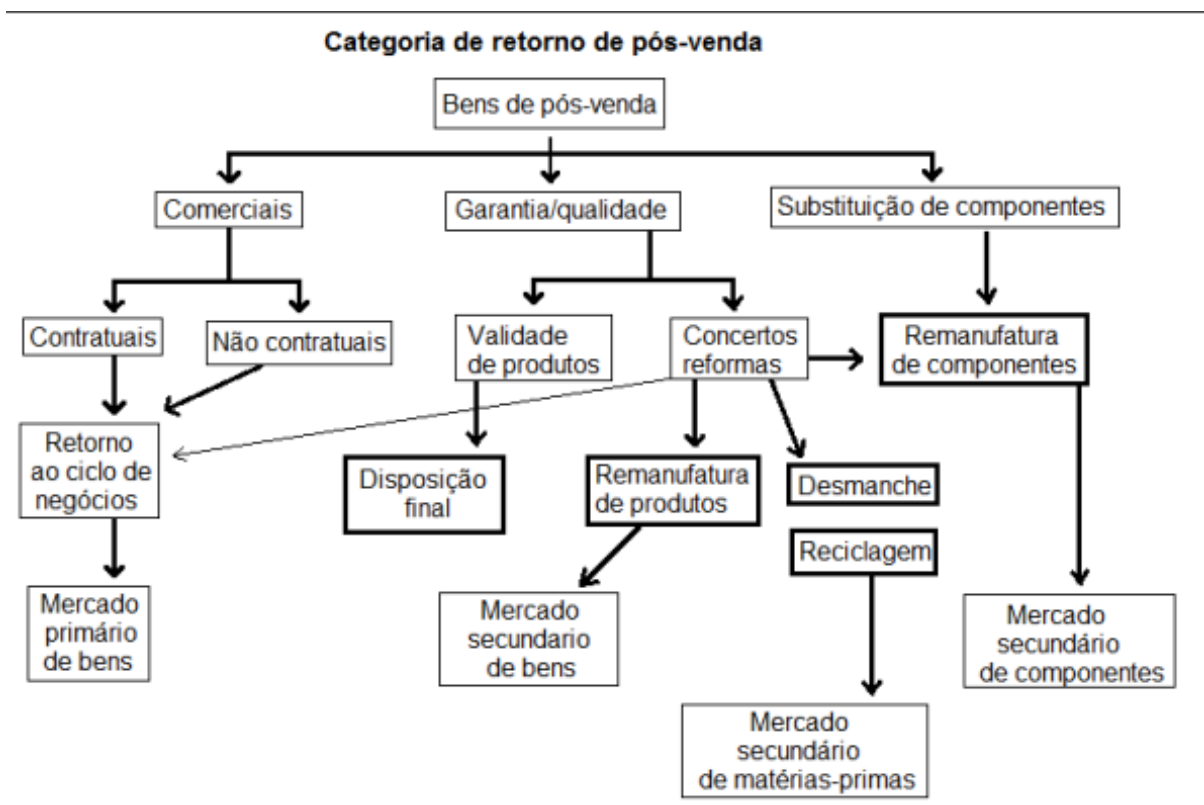 Categoria de retorno de pós-venda
Bens de pós-venda
Comerciais
Garantia/qualidade
Substituição de componentes
Contratuais
Não contratuais
Validade
de produtos
Concertos
reformas
Remanufatura
de componentes
Retorno
ao ciclo de
negócios
Disposição
final
Remanufatura
de produtos
Desmanche
Reciclagem
Mercado
primário
de bens
Mercado
secundario
de bens
Mercado
secundário
de componentes
Mercado
secundário
de matérias-primas